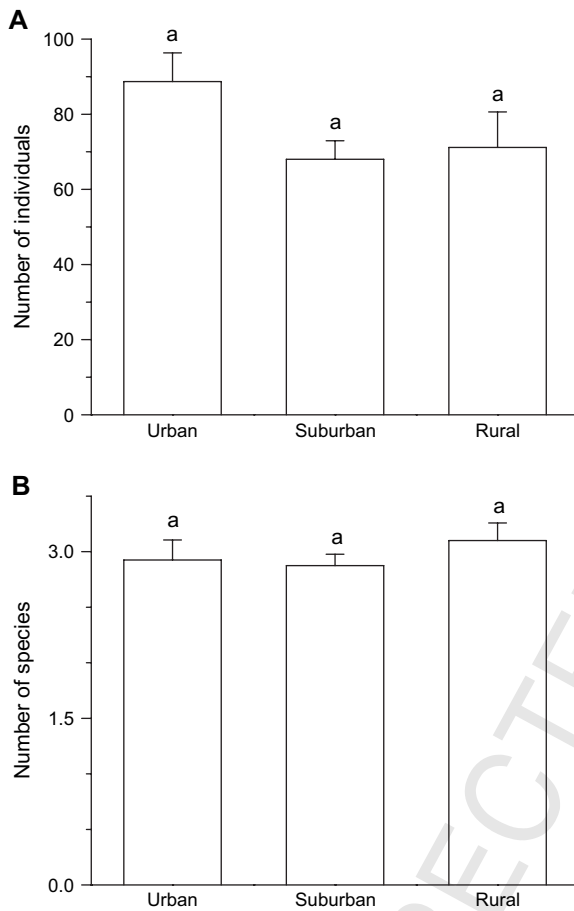 A
100
80
60
40
20
0
Number of individuals
a
a
a
Urban Suburban Rural
B
3.0
1.5
0.0
Number of species
a
a
a
Urban Suburban Rural